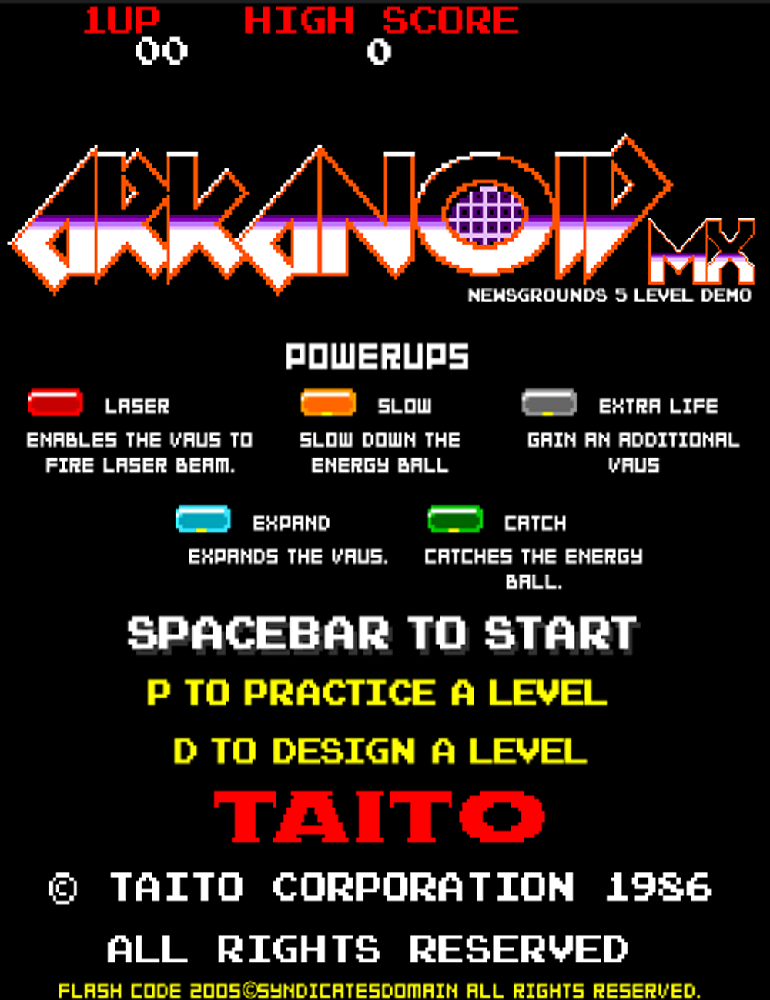 1UP HIGH SCORE
00 0
ARKANOID MX
NEWSGROUNDS 5 LEVEL DEMO
POWERUPS
LASER SLOW EXTRA LIFE
ENABLES THE VAUS TO SLOW DOWN THE GAIN AN ADDITIONAL
FIRE LASER BEAM. ENERGY BALL VAUS
EXPAND CATCH
EXPANDS THE VAUS. CATCHES THE ENERGY
BALL.
SPACEBAR TO START
P TO PRACTICE A LEVEL
D TO DESIGN A LEVEL
TAITO
© TAITO CORPORATION 1986
ALL RIGHTS RESERVED
FLASH CODE 2005©SYNDICATESDOMAIN ALL RIGHTS RESERVED.